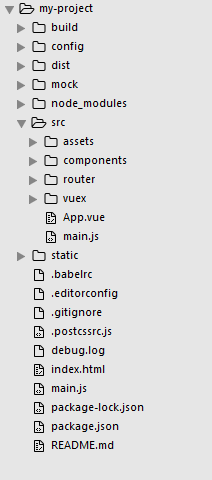 my-project
build
config
dist
mock
node_modules
src
assets
components
router
vuex
App.vue
main.js
static
.babelrc
.editorconfig
.gitignore
.postcssrc.js
debug.log
index.html
main.js
package-lock.json
package.json
README.md